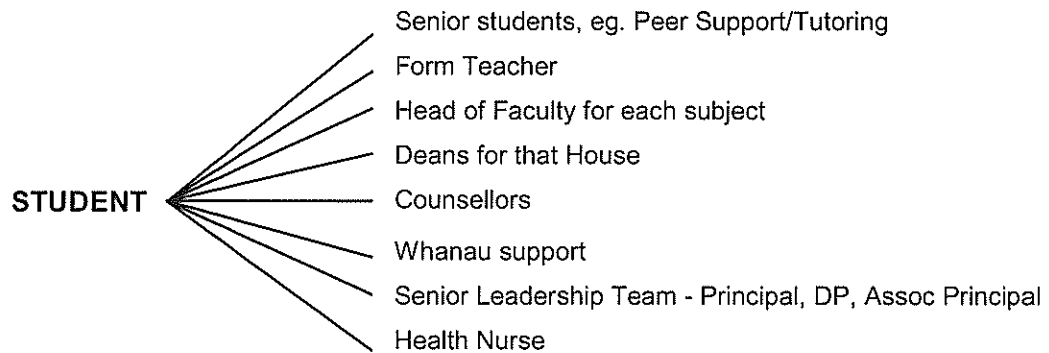 Senior students, eg. Peer Support/Tutoring
Form Teacher
Head of Faculty for each subject
Deans for that House
STUDENT
Counsellors
Whanau support
Senior Leadership Team - Principal, DP, Assoc Principal
Health Nurse